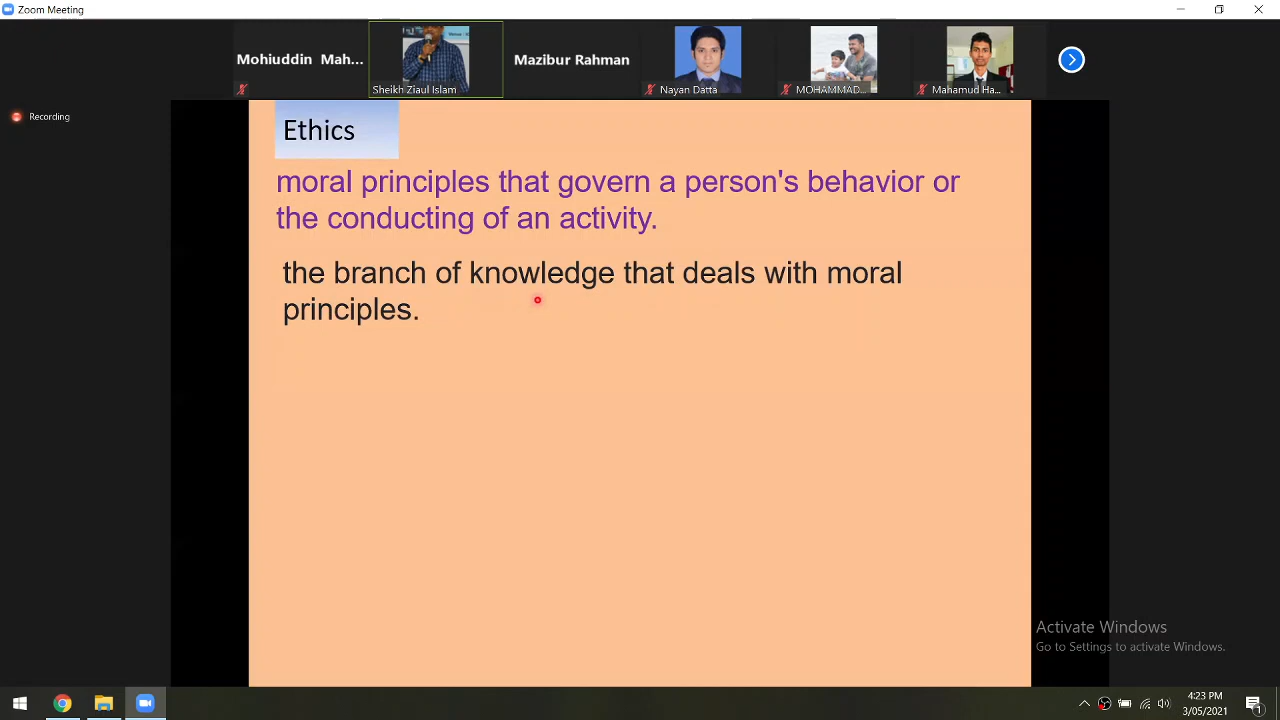 Zoom Meeting
Mohiuddin Mah...
Sheikh Ziaul Islam
Mazibur Rahman
Nayan Datta
MOHAMMAD...
Mahamud Ha...
Recording
Ethics
moral principles that govern a person's behavior or
the conducting of an activity.
the branch of knowledge that deals with moral
principles.
Activate Windows
Go to Settings to activate Windows.
4:23 PM
3/05/2021
1